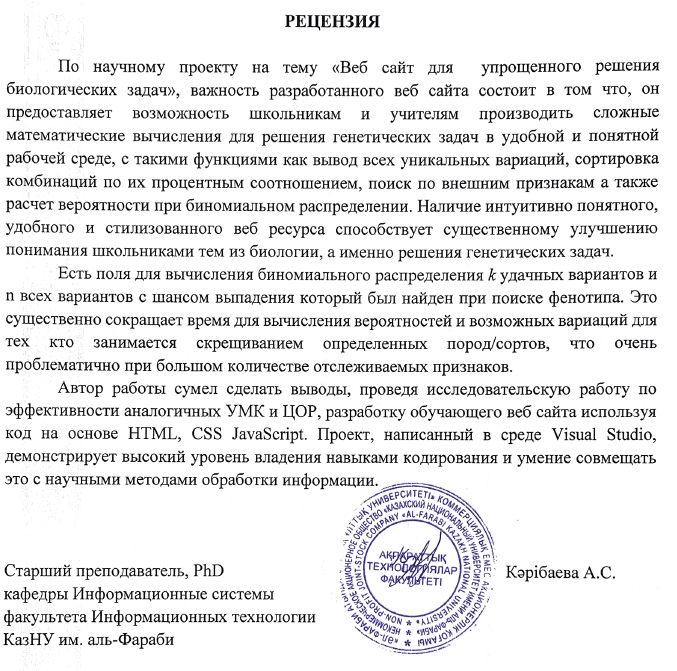 РЕЦЕНЗИЯ
По научному проекту на тему «Веб сайт для упрощенного решения
биологических задач», важность разработанного веб сайта состоит в том что, он
предоставляет возможность школьникам и учителям производить сложные
математические вычисления для решения генетических задач в удобной и понятной
рабочей среде, с такими функциями как вывод всех уникальных вариаций, сортировка
комбинаций по их процентным соотношением, поиск по внешним признакам а также
расчет вероятности при биномиальном распределении. Наличие интуитивно понятного,
удобного и стилизованного веб ресурса способствует существенному улучшению
понимания школьниками тем из биологии, а именно решения генетических задач.
Есть поля для вычисления биномиального распределения k удачных вариантов и
n всех вариантов с шансом выпадения который был найден при поиске фенотипа. Это
существенно сокращает время для вычисления вероятностей и возможных вариаций для
тех кто занимается скрещиванием определенных пород/сортов, что очень
проблематично при большом количестве отслеживаемых признаков.
Автор работы сумел сделать выводы, проведя исследовательскую работу по
эффективности аналогичных УМК и ЦОР, разработку обучающего веб сайта используя
код на основе HTML, CSS JavaScript. Проект, написанный в среде Visual Studio,
демонстрирует высокий уровень владения навыками кодирования и умение совмещать
это с научными методами обработки информации.
АҚПАРАТТЫҚ
ТЕХНОЛОГИЯЛАР
ФАКУЛЬТЕТІ
Старший преподаватель, PhD
Кәрібаева А.С.
кафедры Информационные системы
факультета Информационных технологии
КазНУ им. аль-Фараби